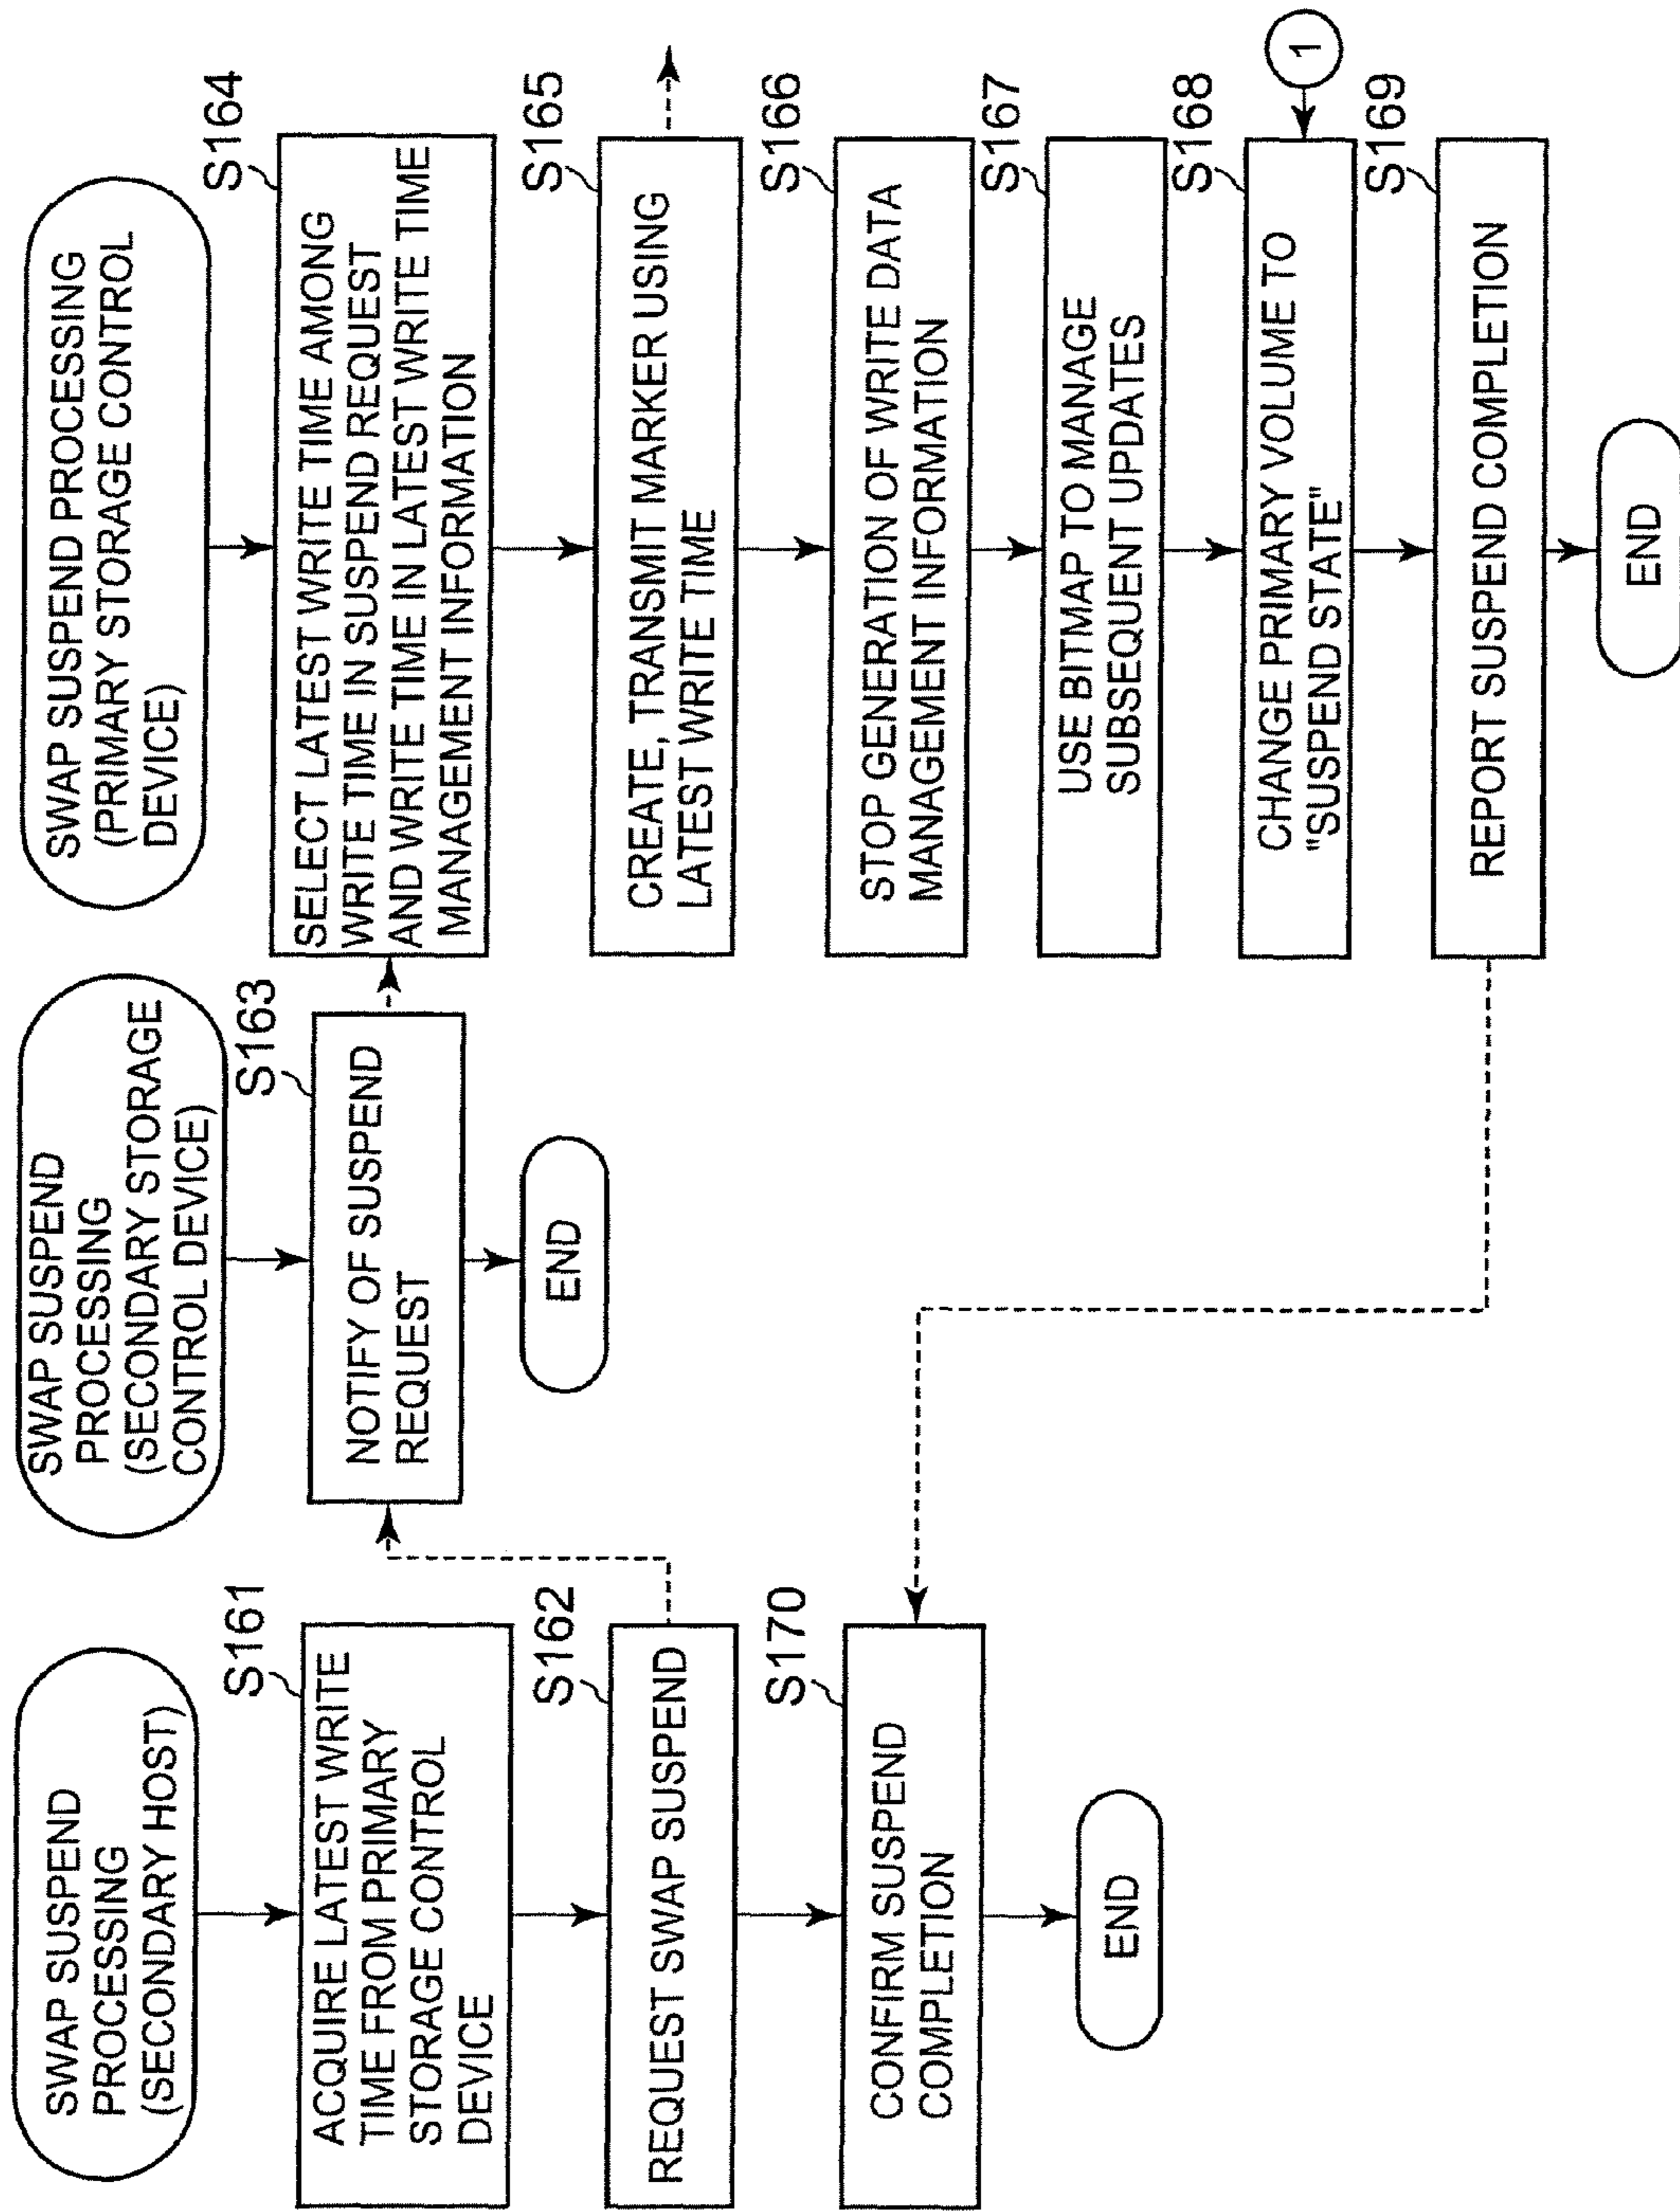 SWAP SUSPEND
PROCESSING
(SECONDARY HOST)
S161
ACQUIRE LATEST WRITE
TIME FROM PRIMARY
STORAGE CONTROL
DEVICE
S162
REQUEST SWAP SUSPEND
S170
CONFIRM SUSPEND
COMPLETION
END
SWAP SUSPEND
PROCESSING
(SECONDARY STORAGE
CONTROL DEVICE)
S163
NOTIFY OF SUSPEND
REQUEST
END
SWAP SUSPEND PROCESSING
(PRIMARY STORAGE CONTROL
DEVICE)
S164
SELECT LATEST WRITE TIME AMONG
WRITE TIME IN SUSPEND REQUEST
AND WRITE TIME IN LATEST WRITE TIME
MANAGEMENT INFORMATION
S165
CREATE, TRANSMIT MARKER USING
LATEST WRITE TIME
S166
STOP GENERATION OF WRITE DATA
MANAGEMENT INFORMATION
S167
USE BITMAP TO MANAGE
SUBSEQUENT UPDATES
S168
CHANGE PRIMARY VOLUME TO
"SUSPEND STATE"
1
S169
REPORT SUSPEND COMPLETION
END